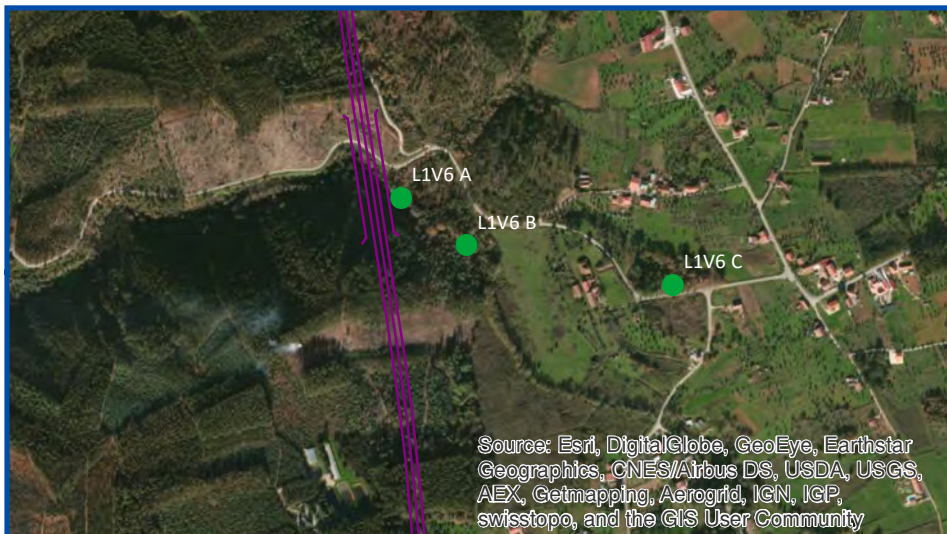 L1V6 A
L1V6 B
L1V6 C
Source: Esri, DigitalGlobe, GeoEye, Earthstar
Geographics, CNES/Airbus DS, USDA, USGS,
AEX, Getmapping, Aerogrid, IGN, IGP,
swisstopo, and the GIS User Community